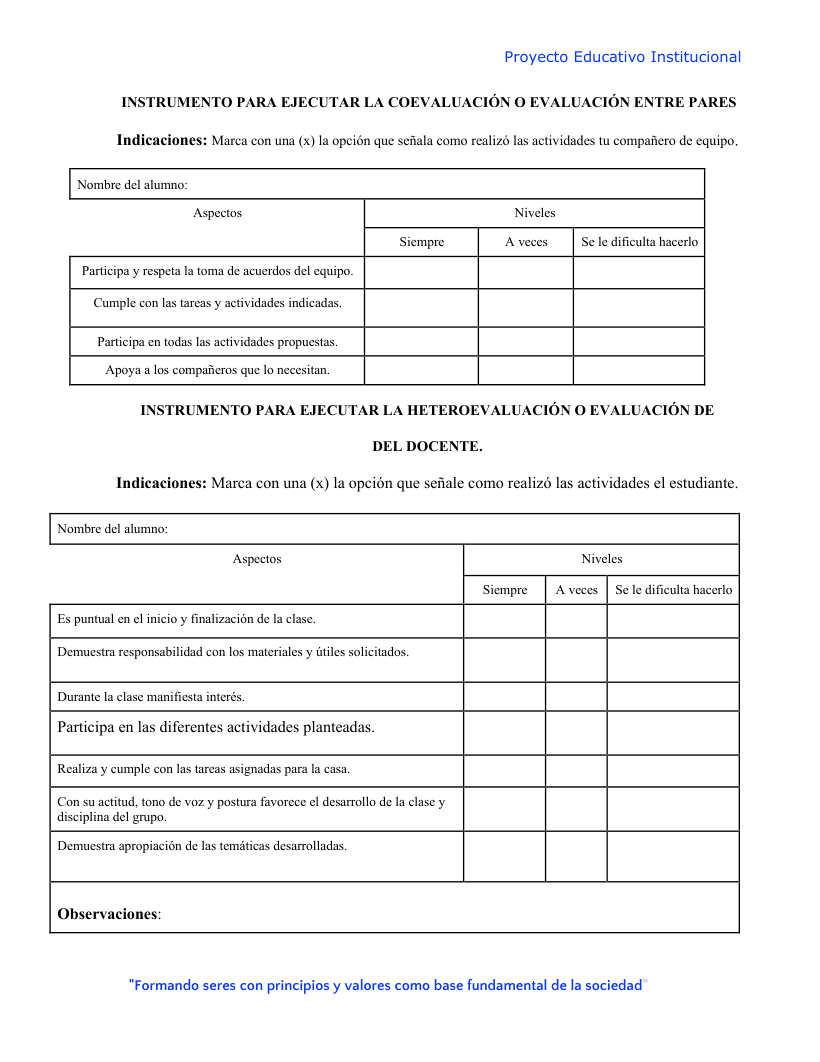 Proyecto Educativo Institucional
INSTRUMENTO PARA EJECUTAR LA COEVALUACIÓN O EVALUACIÓN ENTRE PARES
Indicaciones: Marca con una (x) la opción que señala como realizó las actividades tu compañero de equipo.
Nombre del alumno:
Aspectos
Niveles
Siempre
A veces
Se le dificulta hacerlo
Participa y respeta la toma de acuerdos del equipo.
Cumple con las tareas y actividades indicadas.
Participa en todas las actividades propuestas.
Apoya a los compañeros que lo necesitan.
INSTRUMENTO PARA EJECUTAR LA HETEROEVALUACIÓN O EVALUACIÓN DE
DEL DOCENTE.
Indicaciones: Marca con una (x) la opción que señale como realizó las actividades el estudiante.
Nombre del alumno:
Aspectos
Niveles
Siempre
A veces
Se le dificulta hacerlo
Es puntual en el inicio y finalización de la clase.
Demuestra responsabilidad con los materiales y útiles solicitados.
Durante la clase manifiesta interés.
Participa en las diferentes actividades planteadas.
Realiza y cumple con las tareas asignadas para la casa.
Con su actitud, tono de voz y postura favorece el desarrollo de la clase y
disciplina del grupo.
Demuestra apropiación de las temáticas desarrolladas.
Observaciones:
"Formando seres con principios y valores como base fundamental de la sociedad"